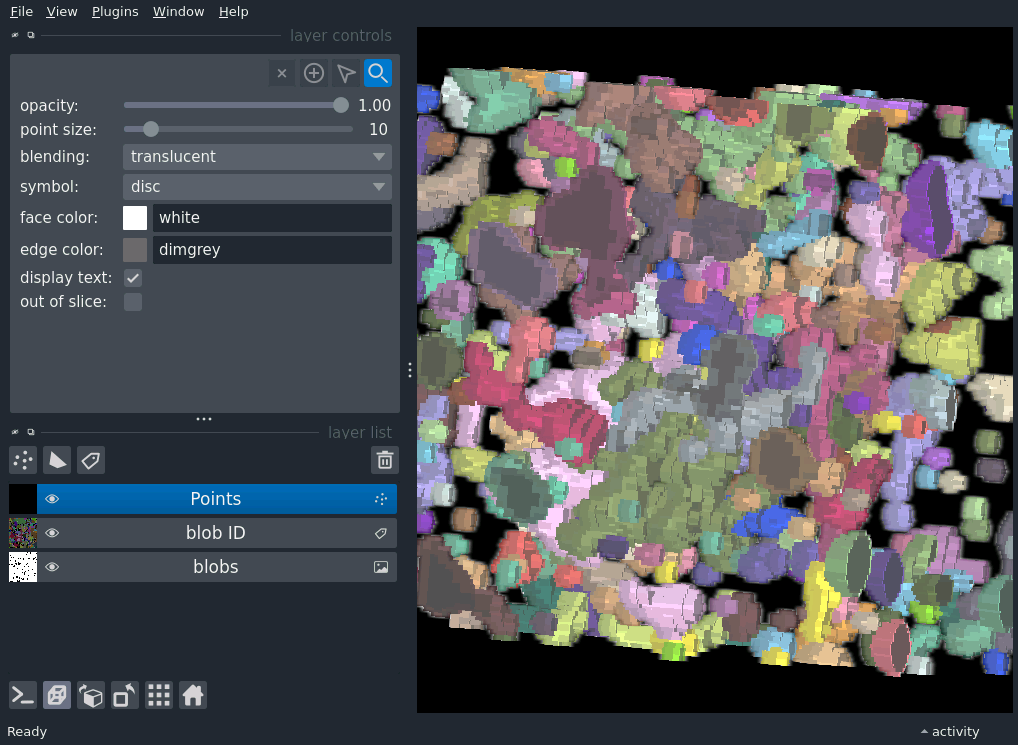 File View Plugins Window Help
layer controls
opacity: 1.00
point size: 10
blending: translucent
symbol: disc
face color: white
edge color: dimgrey
display text:
out of slice:
layer list
Points
blob ID
blobs
Ready activity